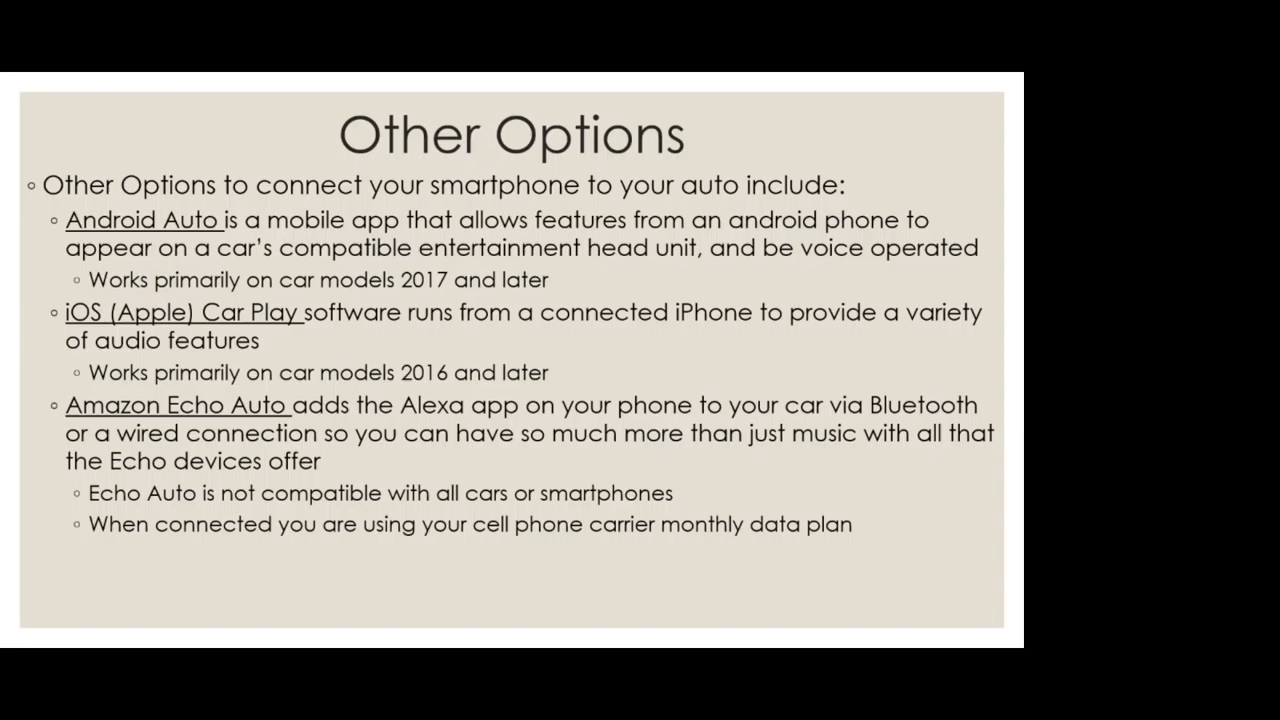 Other Options
◦ Other Options to connect your smartphone to your auto include:
◦ Android Auto is a mobile app that allows features from an android phone to
appear on a car's compatible entertainment head unit, and be voice operated
◦ Works primarily on car models 2017 and later
◦ iOS (Apple) Car Play software runs from a connected iPhone to provide a variety
of audio features
◦ Works primarily on car models 2016 and later
◦ Amazon Echo Auto adds the Alexa app on your phone to your car via Bluetooth
or a wired connection so you can have so much more than just music with all that
the Echo devices offer
◦ Echo Auto is not compatible with all cars or smartphones
◦ When connected you are using your cell phone carrier monthly data plan